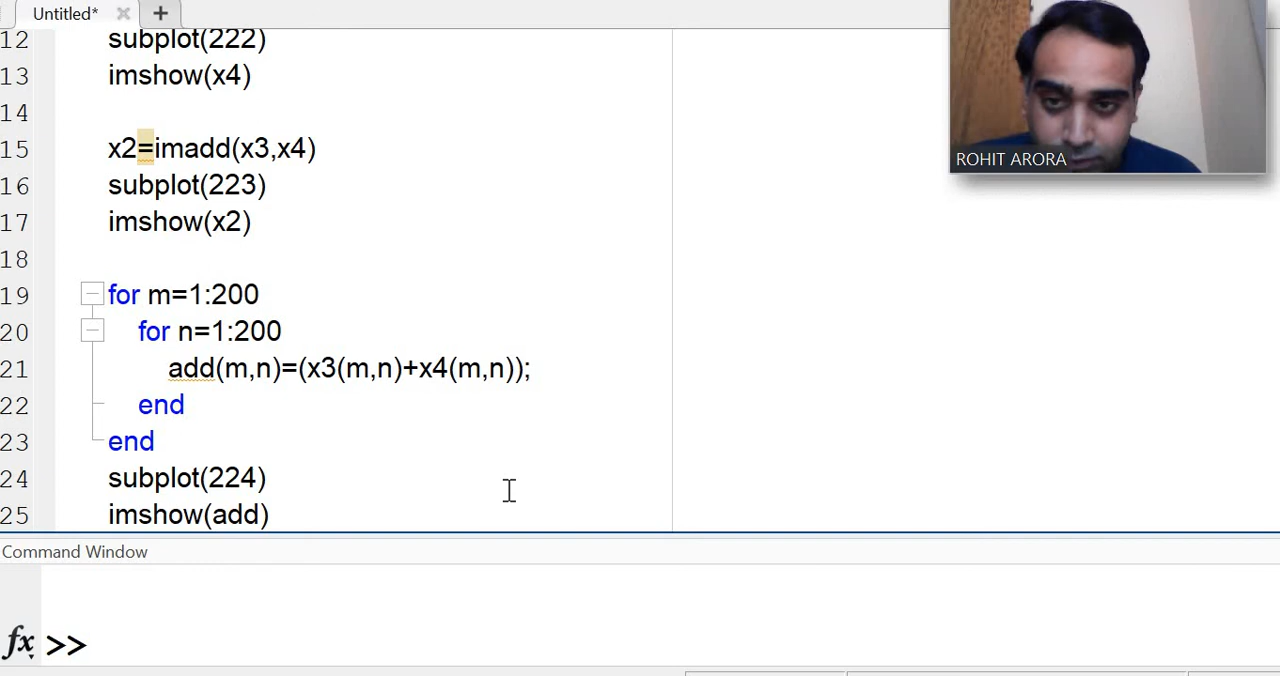 Untitled*
12 subplot(222)
13 imshow(x4)
14
15 x2=imadd(x3,x4)
16 subplot(223)
17 imshow(x2)
18
19 for m=1:200
20 for n=1:200
21 add(m,n)=(x3(m,n)+x4(m,n));
22 end
23 end
24 subplot(224)
25 imshow(add)
ROHIT ARORA
Command Window
fx >>